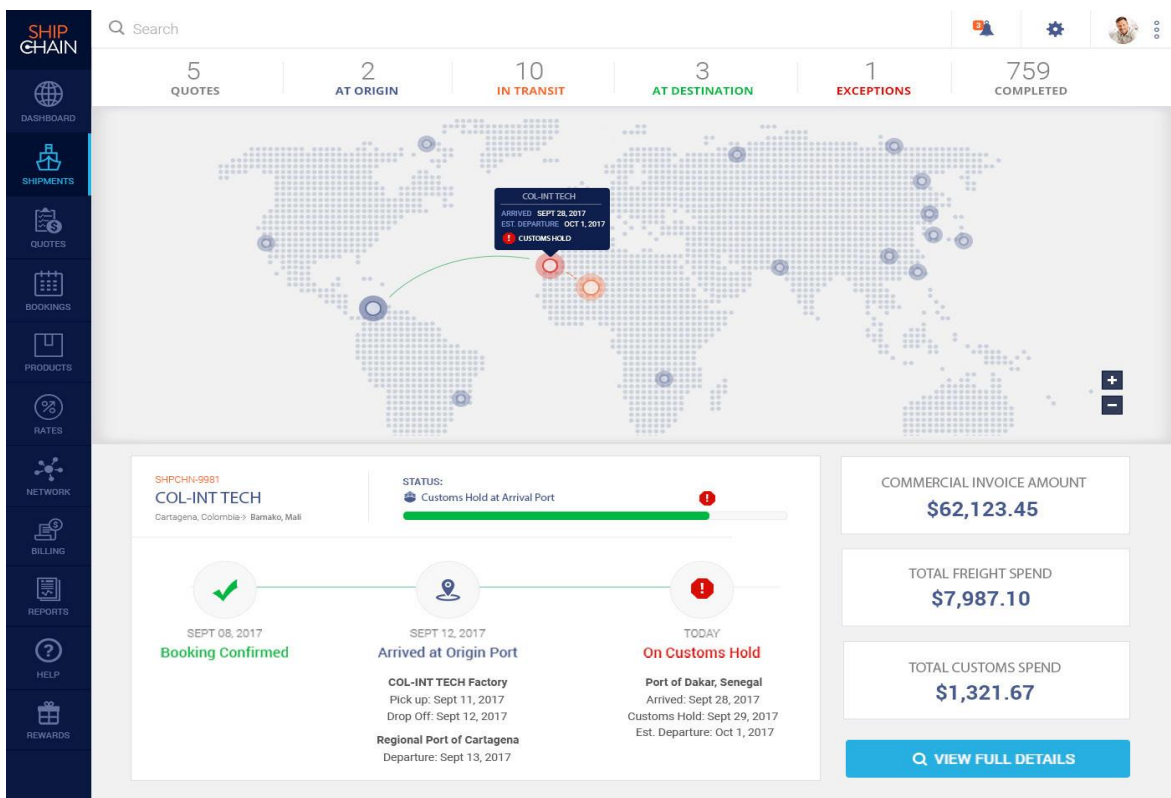 SHIP
CHAIN
Search
3
5
QUOTES
2
AT ORIGIN
10
IN TRANSIT
3
AT DESTINATION
1
EXCEPTIONS
759
COMPLETED
DASHBOARD
SHIPMENTS
QUOTES
BOOKINGS
PRODUCTS
RATES
NETWORK
BILLING
REPORTS
HELP
REWARDS
COL-INT TECH
ARRIVED SEPT 28, 2017
EST. DEPARTURE OCT 1, 2017
! CUSTOMS HOLD
+
−
SHPCHN-9981
COL-INT TECH
Cartagena, Colombia → Bamako, Mali
STATUS:
Customs Hold at Arrival Port
!
SEPT 08, 2017
Booking Confirmed
SEPT 12, 2017
Arrived at Origin Port
COL-INT TECH Factory
Pick up: Sept 11, 2017
Drop Off: Sept 12, 2017
Regional Port of Cartagena
Departure: Sept 13, 2017
!
TODAY
On Customs Hold
Port of Dakar, Senegal
Arrived: Sept 28, 2017
Customs Hold: Sept 29, 2017
Est. Departure: Oct 1, 2017
COMMERCIAL INVOICE AMOUNT
$62,123.45
TOTAL FREIGHT SPEND
$7,987.10
TOTAL CUSTOMS SPEND
$1,321.67
VIEW FULL DETAILS